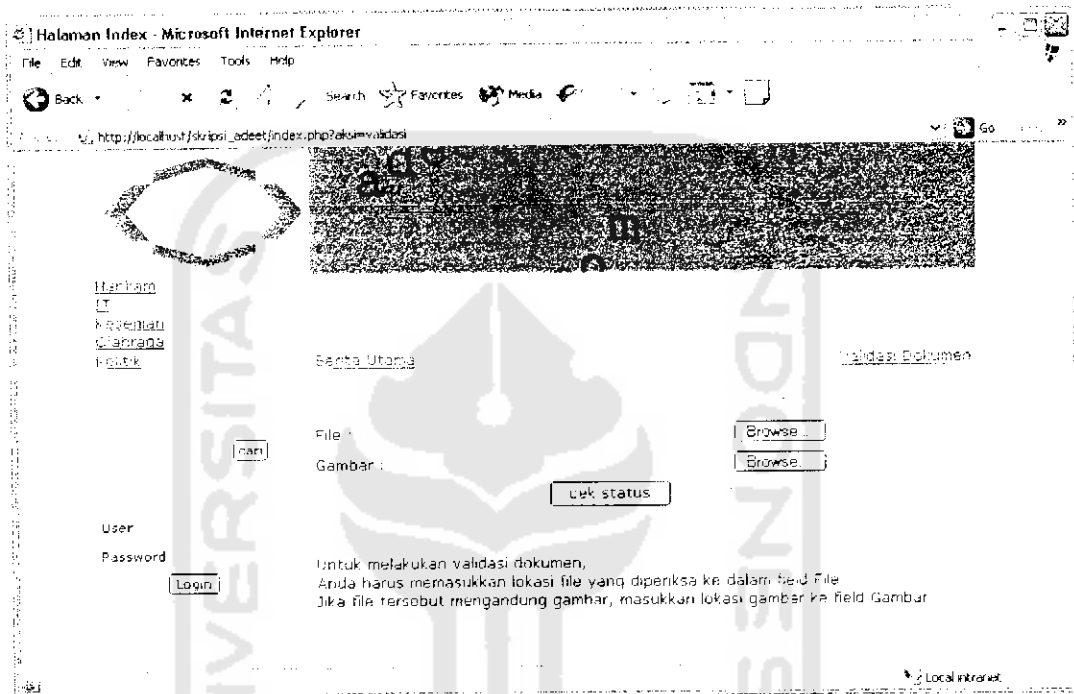 Halaman Index - Microsoft Internet Explorer
File Edit View Favorites Tools Help
Back Search Favorites Media
http://localhost/skripsi_adeet/index.php?aksi=validasi Go
a d
m
e
Hankam
IT
Kesenian
Olahraga
Politik
Berita Utama Validasi Dokumen
File : Browse...
cari
Gambar : Browse...
cek status
User
Password
Login
Untuk melakukan validasi dokumen,
Anda harus memasukkan lokasi file yang diperiksa ke dalam field File
Jika file tersebut mengandung gambar, masukkan lokasi gambar ke field Gambar
Local intranet